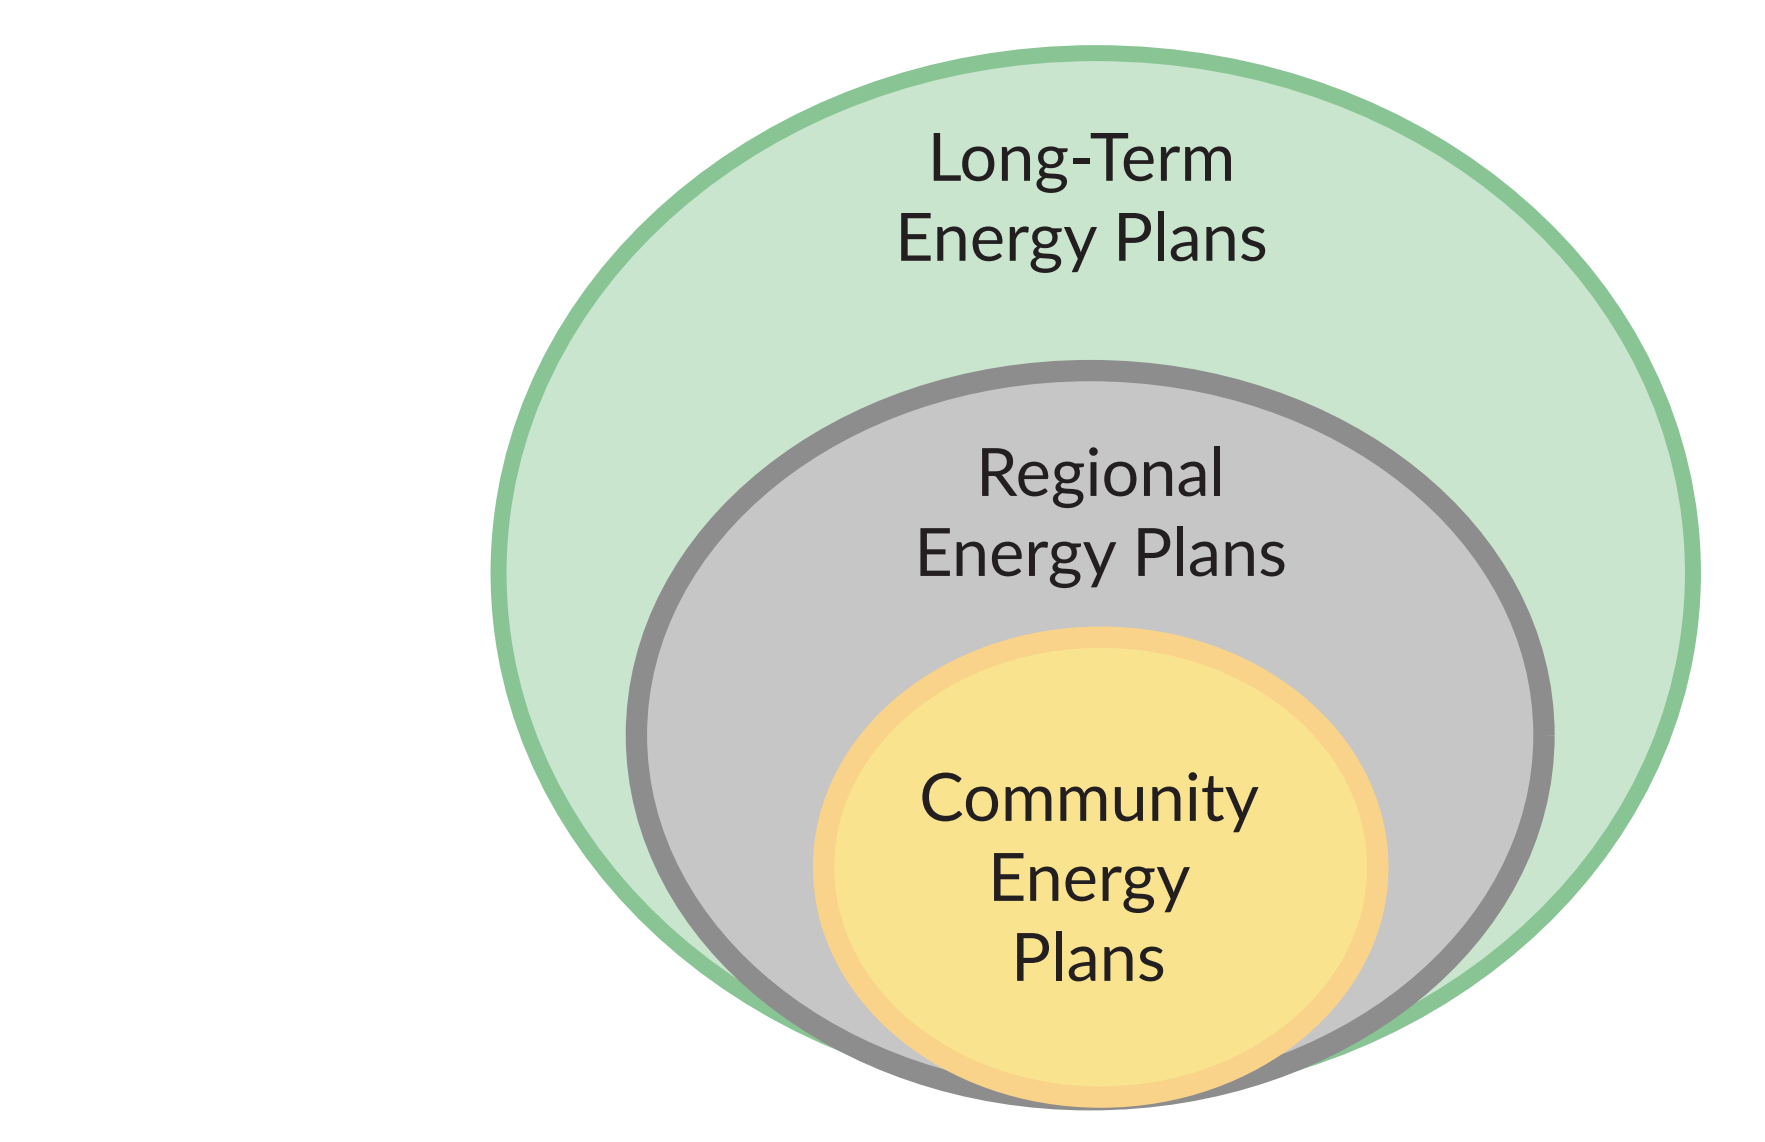 Long-Term
Energy Plans
Regional
Energy Plans
Community
Energy
Plans